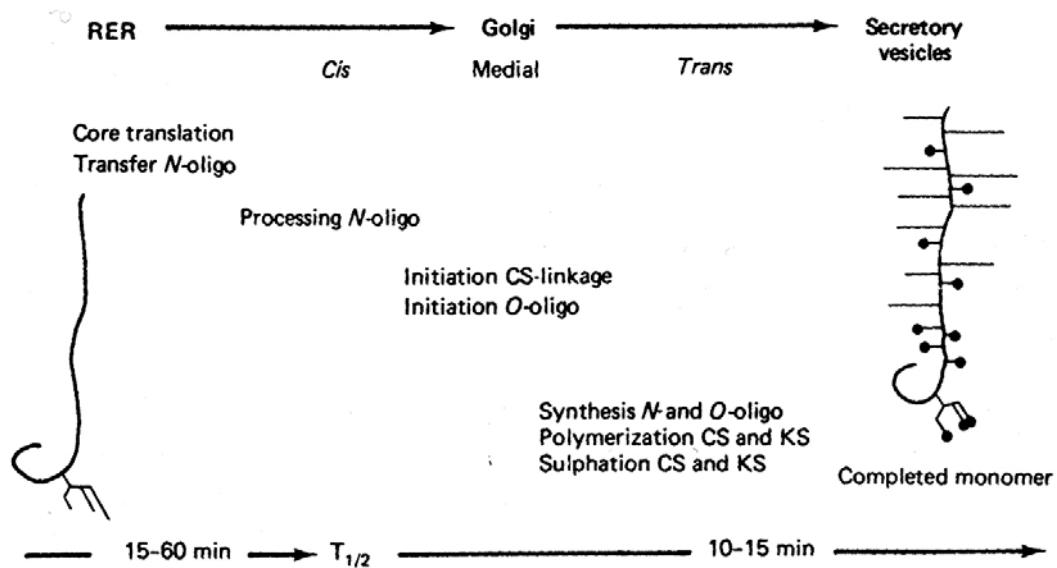 RER
Golgi
Secretory
vesicles
Cis
Medial
Trans
Core translation
Transfer N-oligo
Processing N-oligo
Initiation CS-linkage
Initiation O-oligo
Synthesis N- and O-oligo
Polymerization CS and KS
Sulphation CS and KS
Completed monomer
15–60 min
T1/2
10–15 min